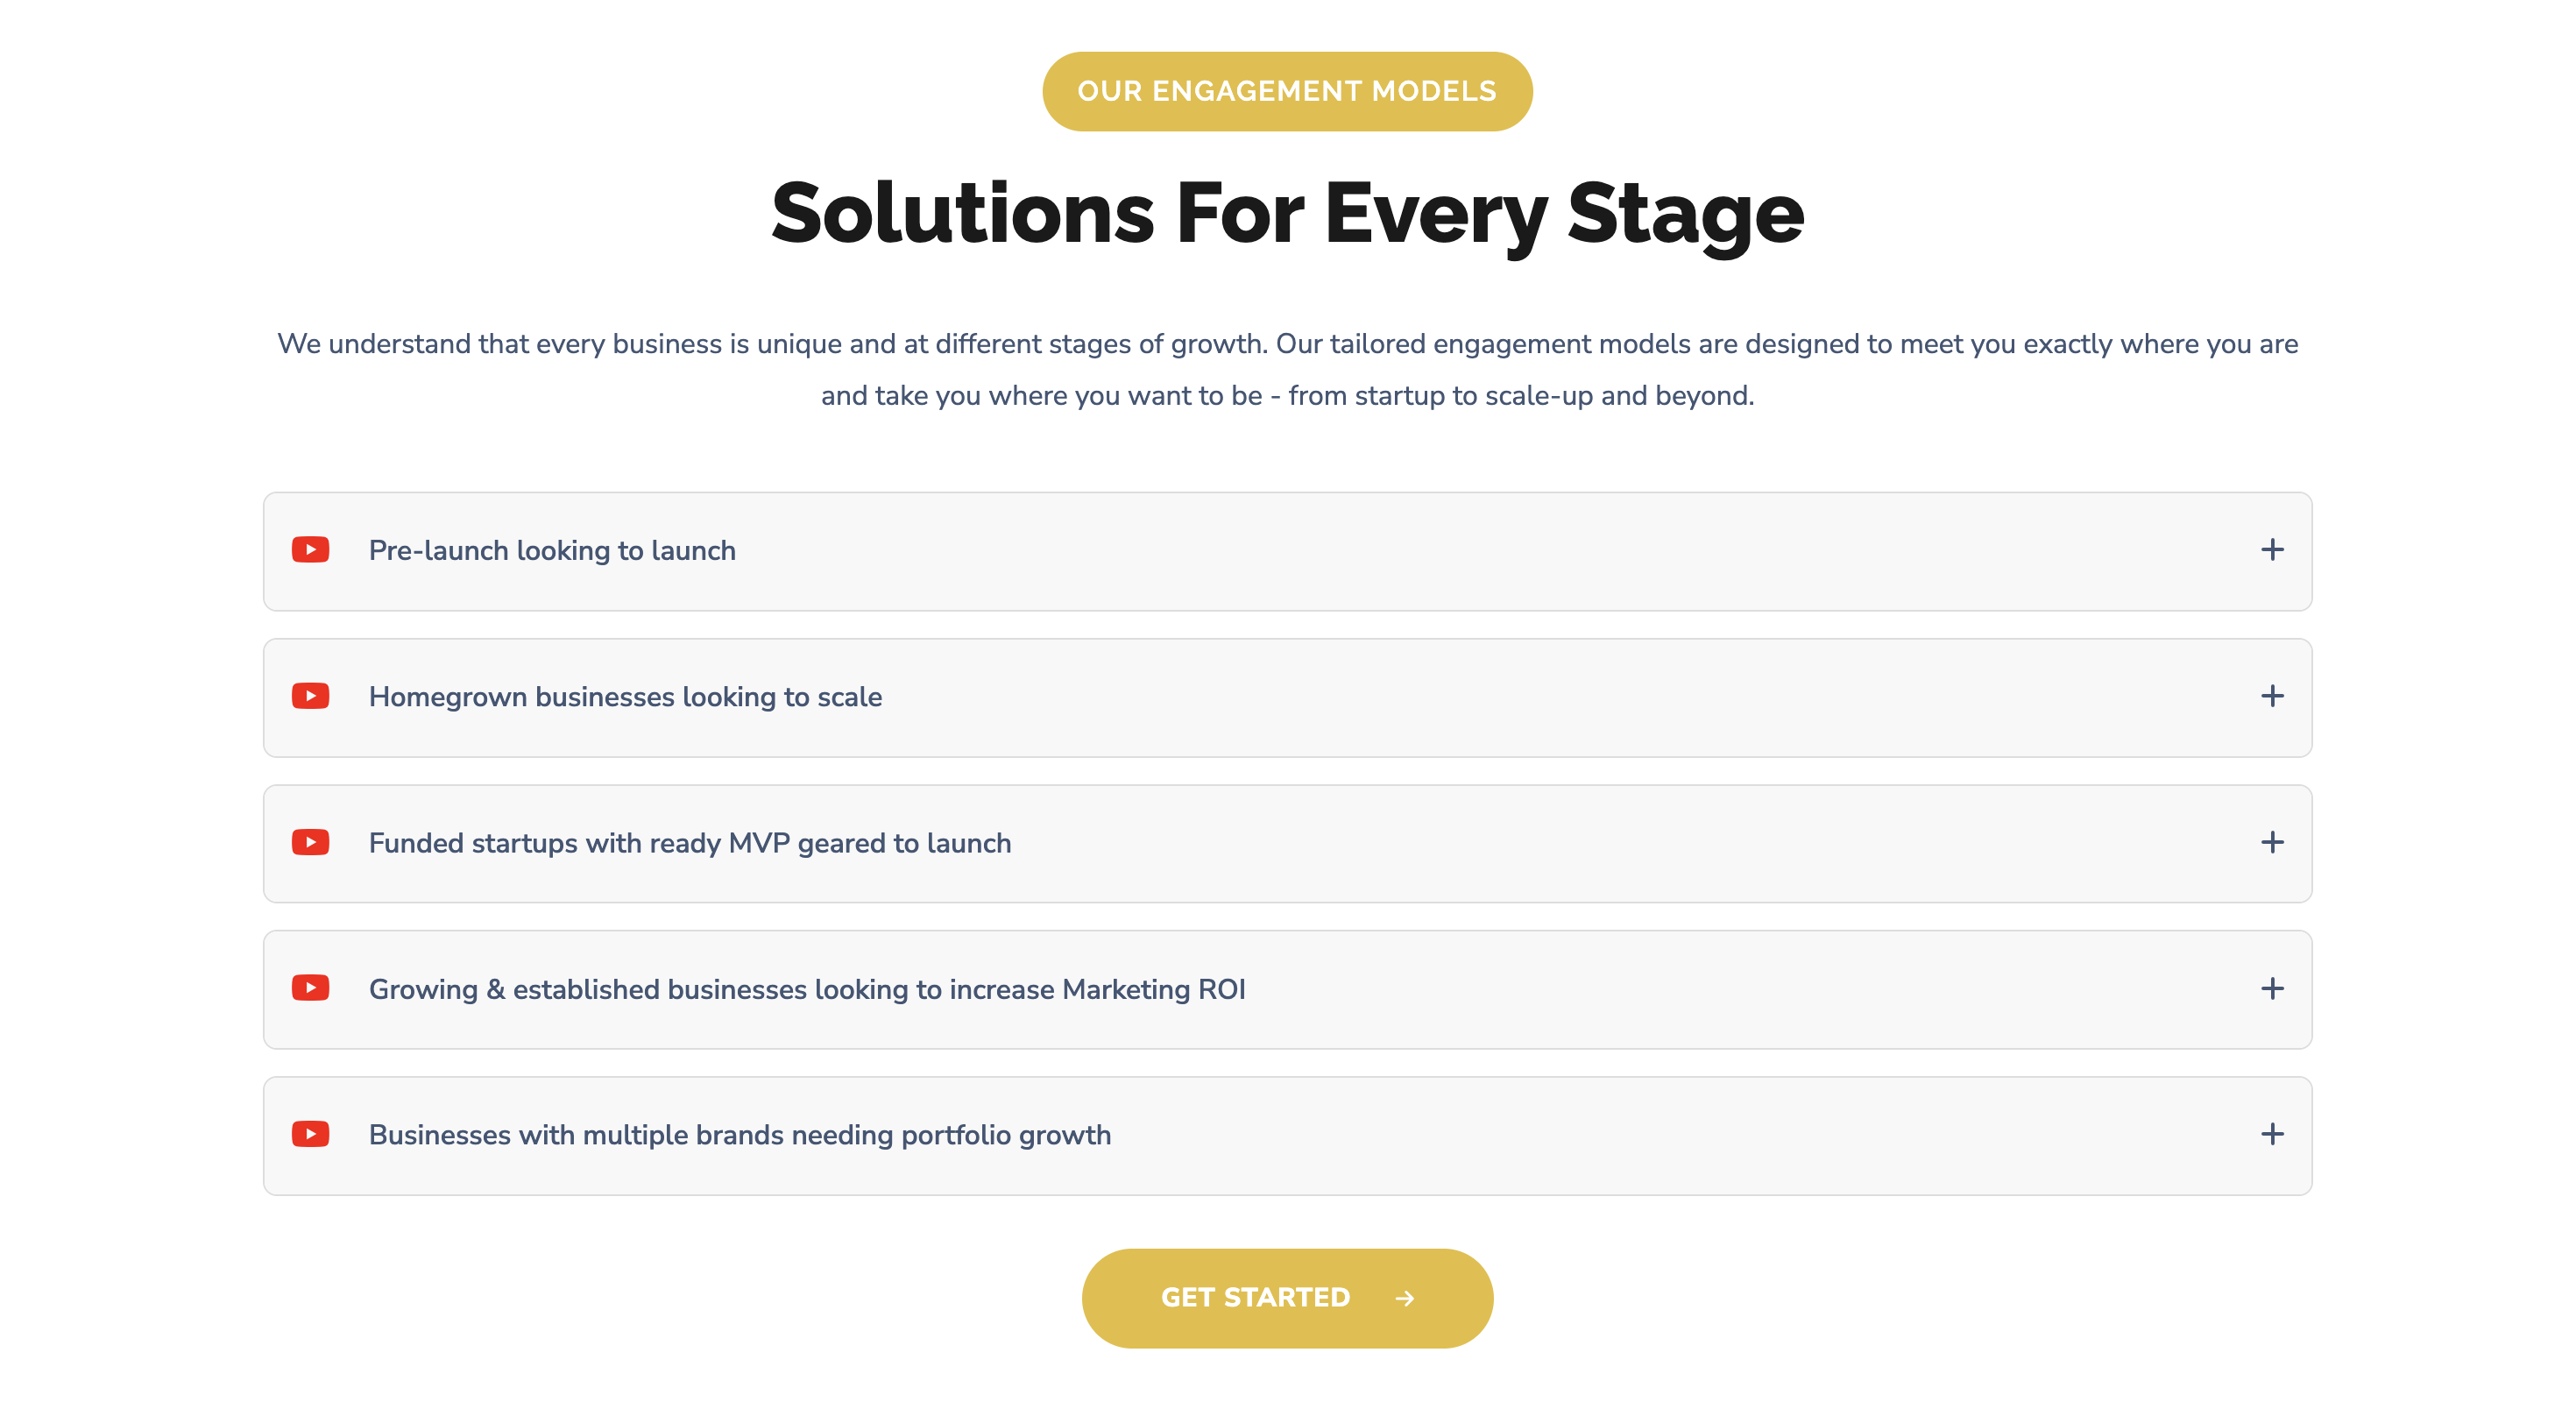 OUR ENGAGEMENT MODELS
Solutions For Every Stage
We understand that every business is unique and at different stages of growth. Our tailored engagement models are designed to meet you exactly where you are
and take you where you want to be - from startup to scale-up and beyond.
Pre-launch looking to launch
Homegrown businesses looking to scale
Funded startups with ready MVP geared to launch
Growing & established businesses looking to increase Marketing ROI
Businesses with multiple brands needing portfolio growth
GET STARTED